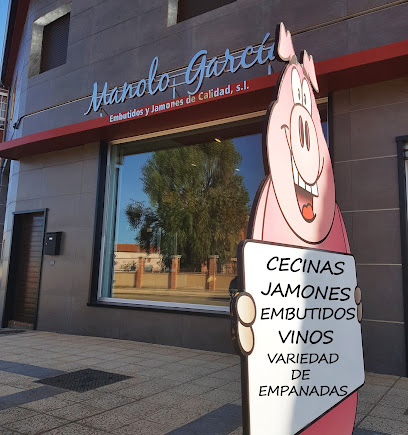 Manolo García
Embutidos y Jamones de Calidad, s.l.
CECINAS
JAMONES
EMBUTIDOS
VINOS
VARIEDAD
DE
EMPANADAS